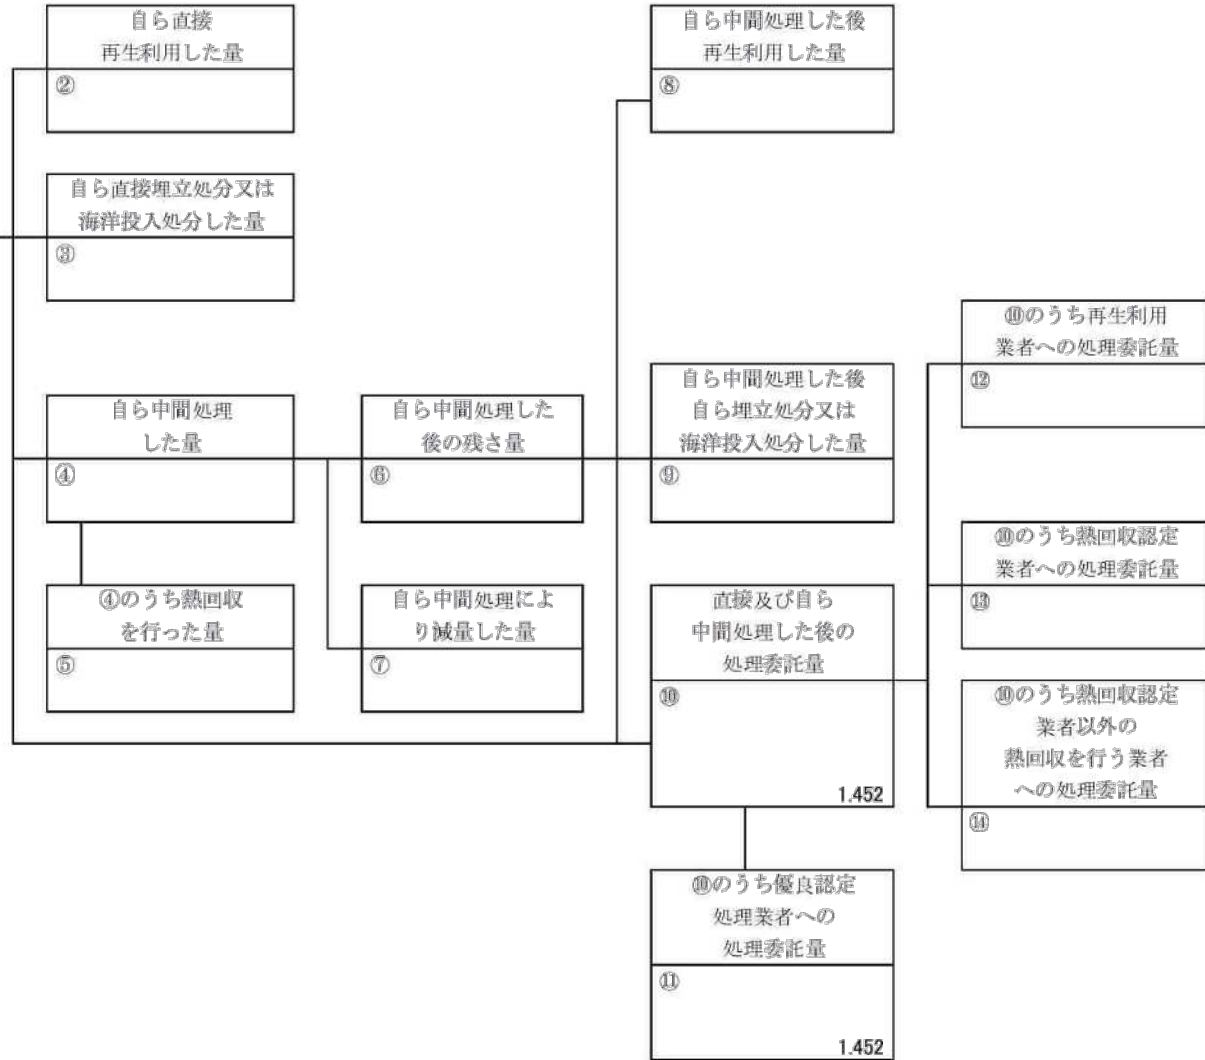 自ら直接
再生利用した量
②
自ら中間処理した後
再生利用した量
⑧
自ら直接埋立処分又は
海洋投入処分した量
③
⑩のうち再生利用
業者への処理委託量
⑫
自ら中間処理
した量
④
自ら中間処理した
後の残さ量
⑥
自ら中間処理した後
自ら埋立処分又は
海洋投入処分した量
⑨
⑩のうち熱回収認定
業者への処理委託量
⑬
④のうち熱回収
を行った量
⑤
自ら中間処理によ
り減量した量
⑦
直接及び自ら
中間処理した後の
処理委託量
⑩
1.452
⑩のうち熱回収認定
業者以外の
熱回収を行う業者
への処理委託量
⑭
⑩のうち優良認定
処理業者への
処理委託量
⑪
1.452